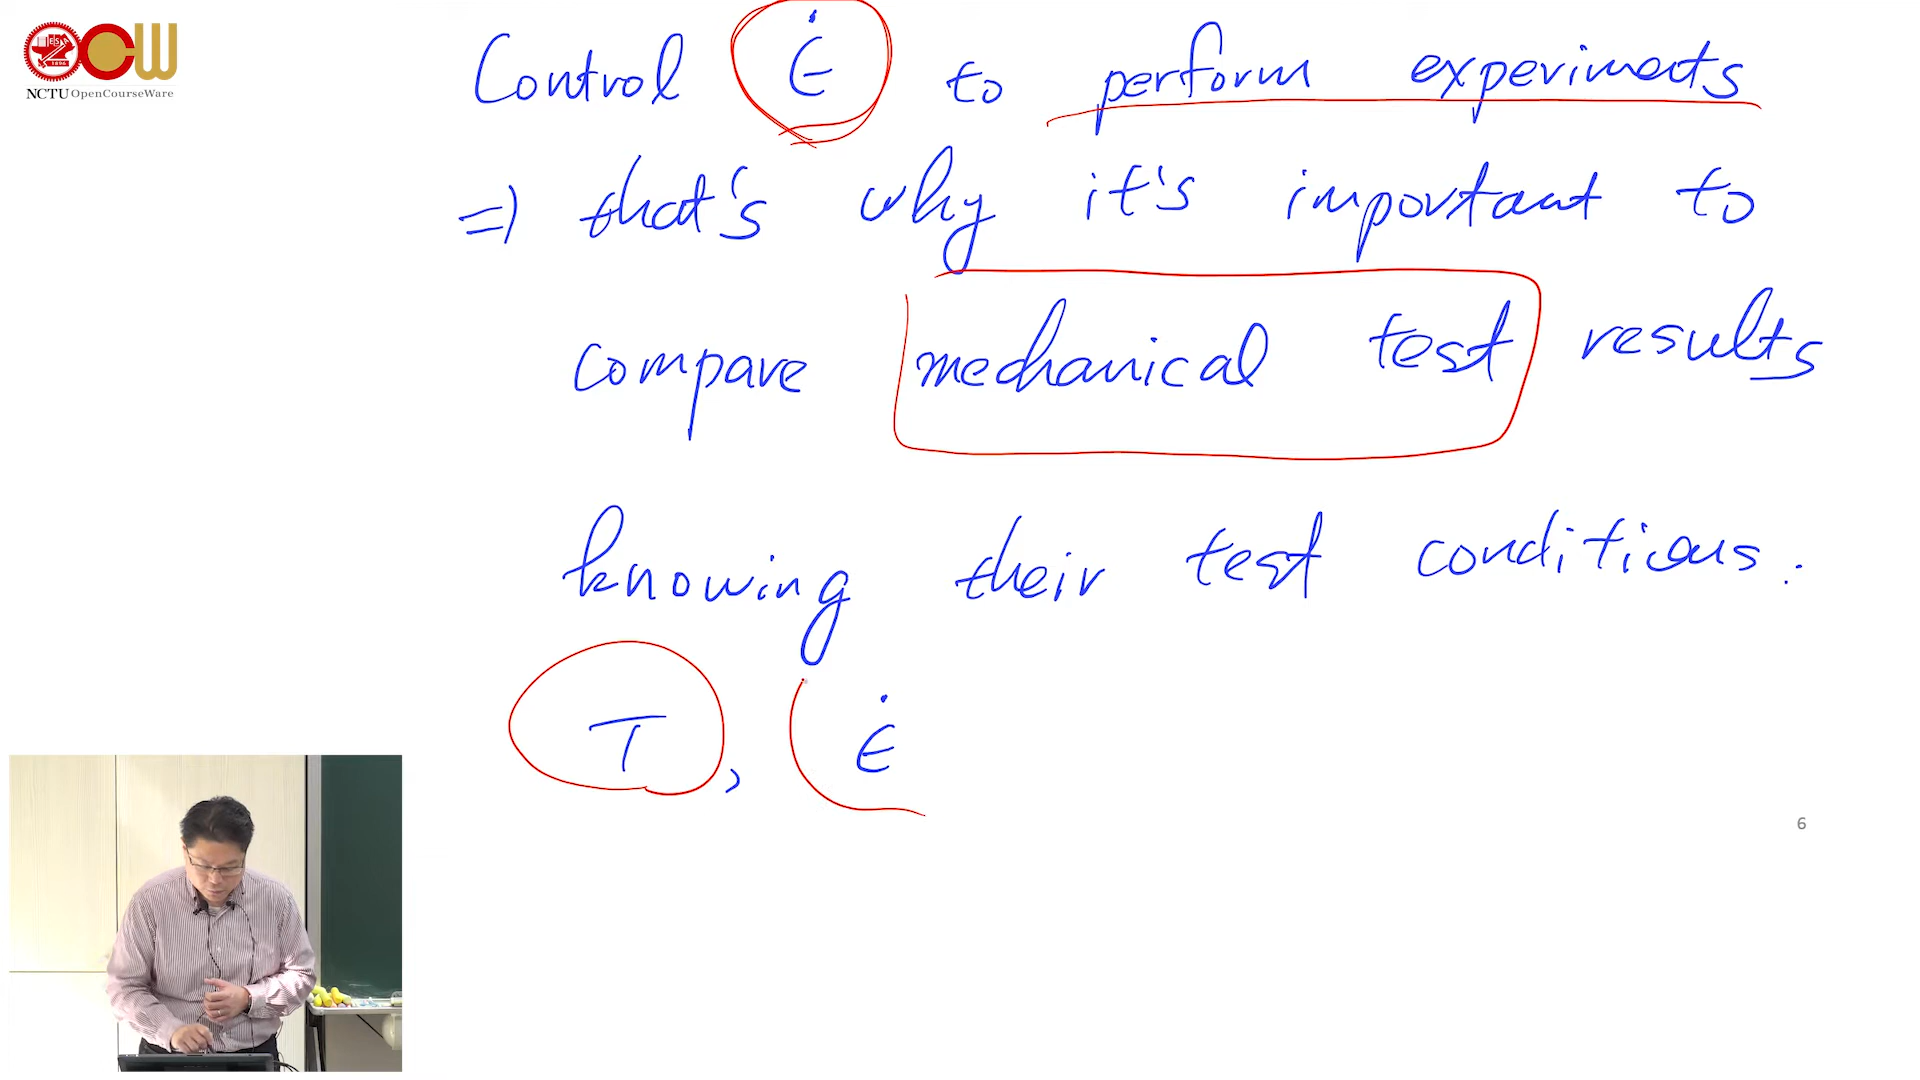 OCW
NCTU OpenCourseWare
Control ε̇ to perform experiments
⇒ that's why it's important to
compare mechanical test results
knowing their test conditions.
T, ε̇
6